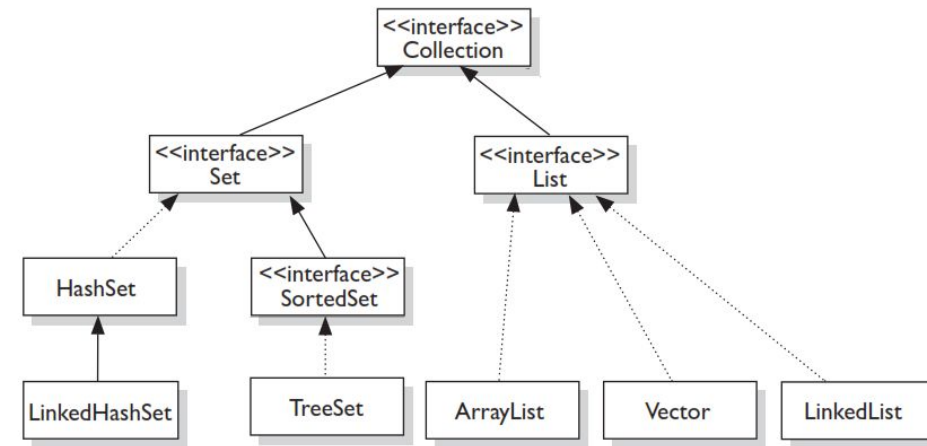 <<interface>>
Collection
<<interface>>
Set
<<interface>>
List
HashSet
<<interface>>
SortedSet
LinkedHashSet
TreeSet
ArrayList
Vector
LinkedList